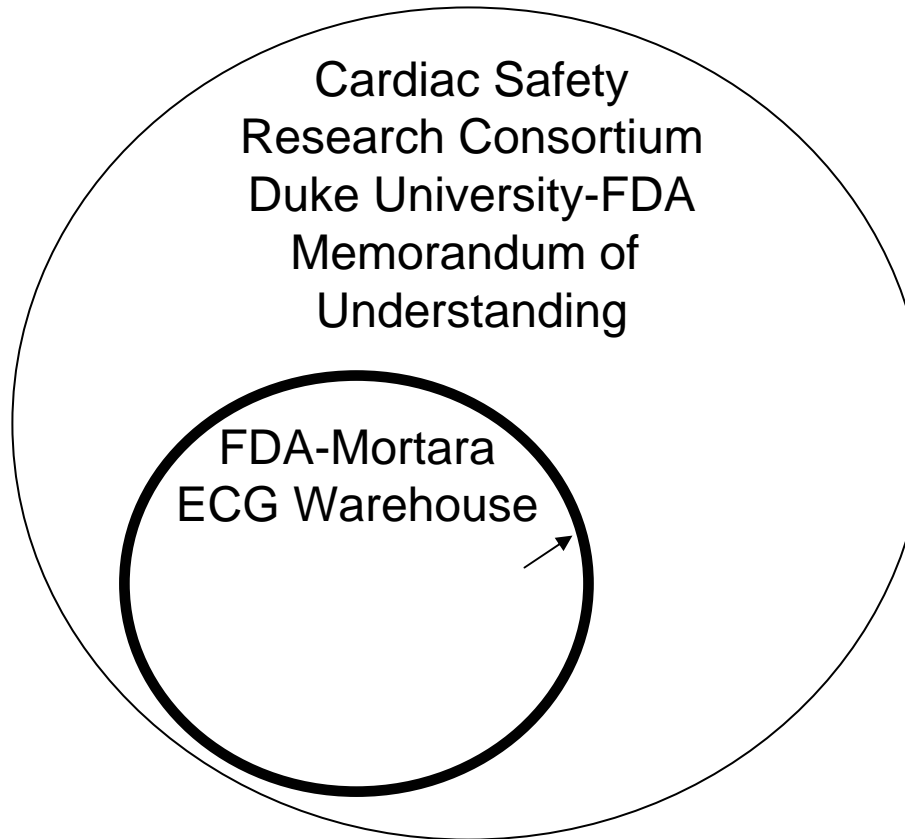 Cardiac Safety
Research Consortium
Duke University-FDA
Memorandum of
Understanding
FDA-Mortara
ECG Warehouse